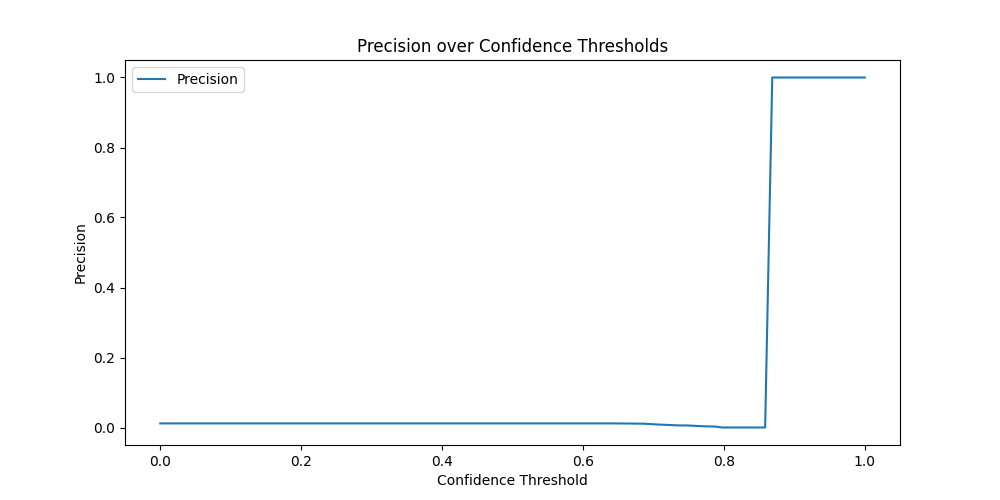 Precision over Confidence Thresholds
Precision
1.0
0.8
0.6
0.4
0.2
0.0
Precision
0.0 0.2 0.4 0.6 0.8 1.0
Confidence Threshold